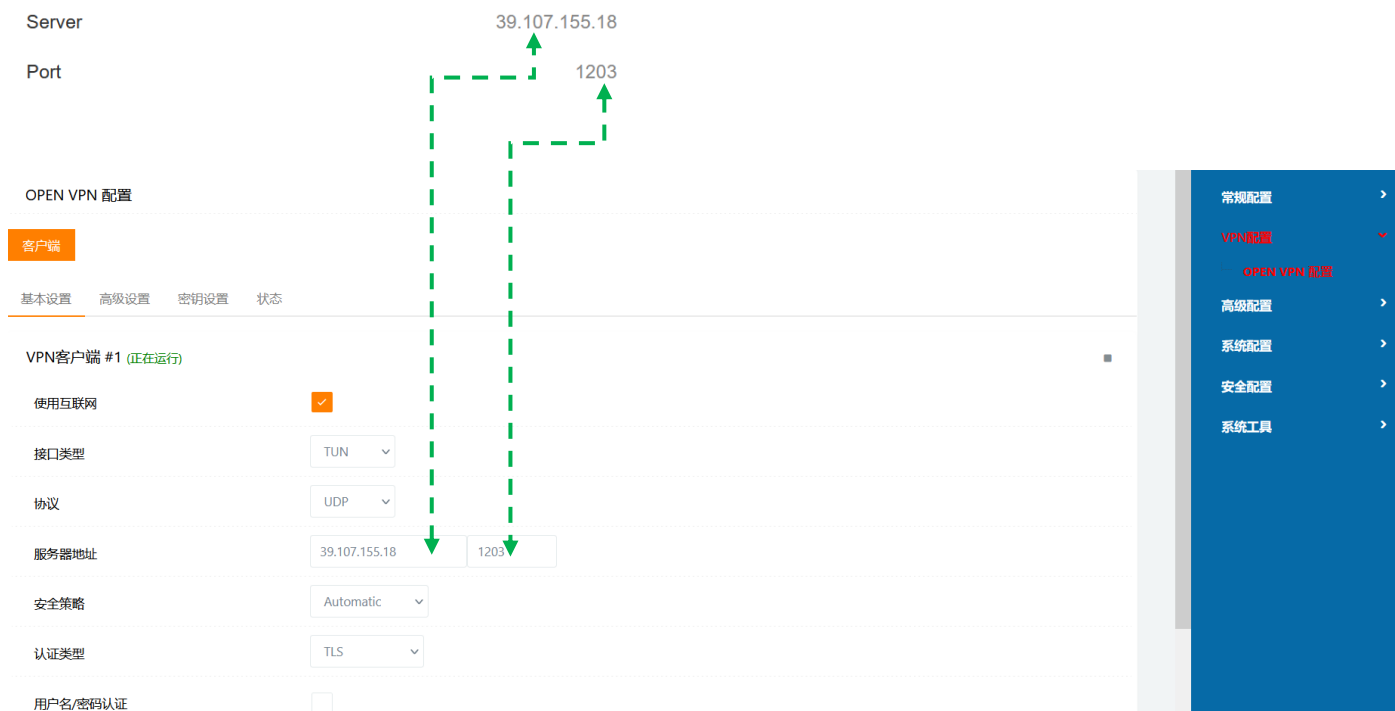 Server 39.107.155.18
Port 1203
OPEN VPN 配置
客户端
基本设置 高级设置 密钥设置 状态
VPN客户端 #1 (正在运行)
使用互联网
接口类型 TUN
协议 UDP
服务器地址 39.107.155.18 1203
安全策略 Automatic
认证类型 TLS
用户名/密码认证
常规配置
VPN配置
OPEN VPN 配置
高级配置
系统配置
安全配置
系统工具